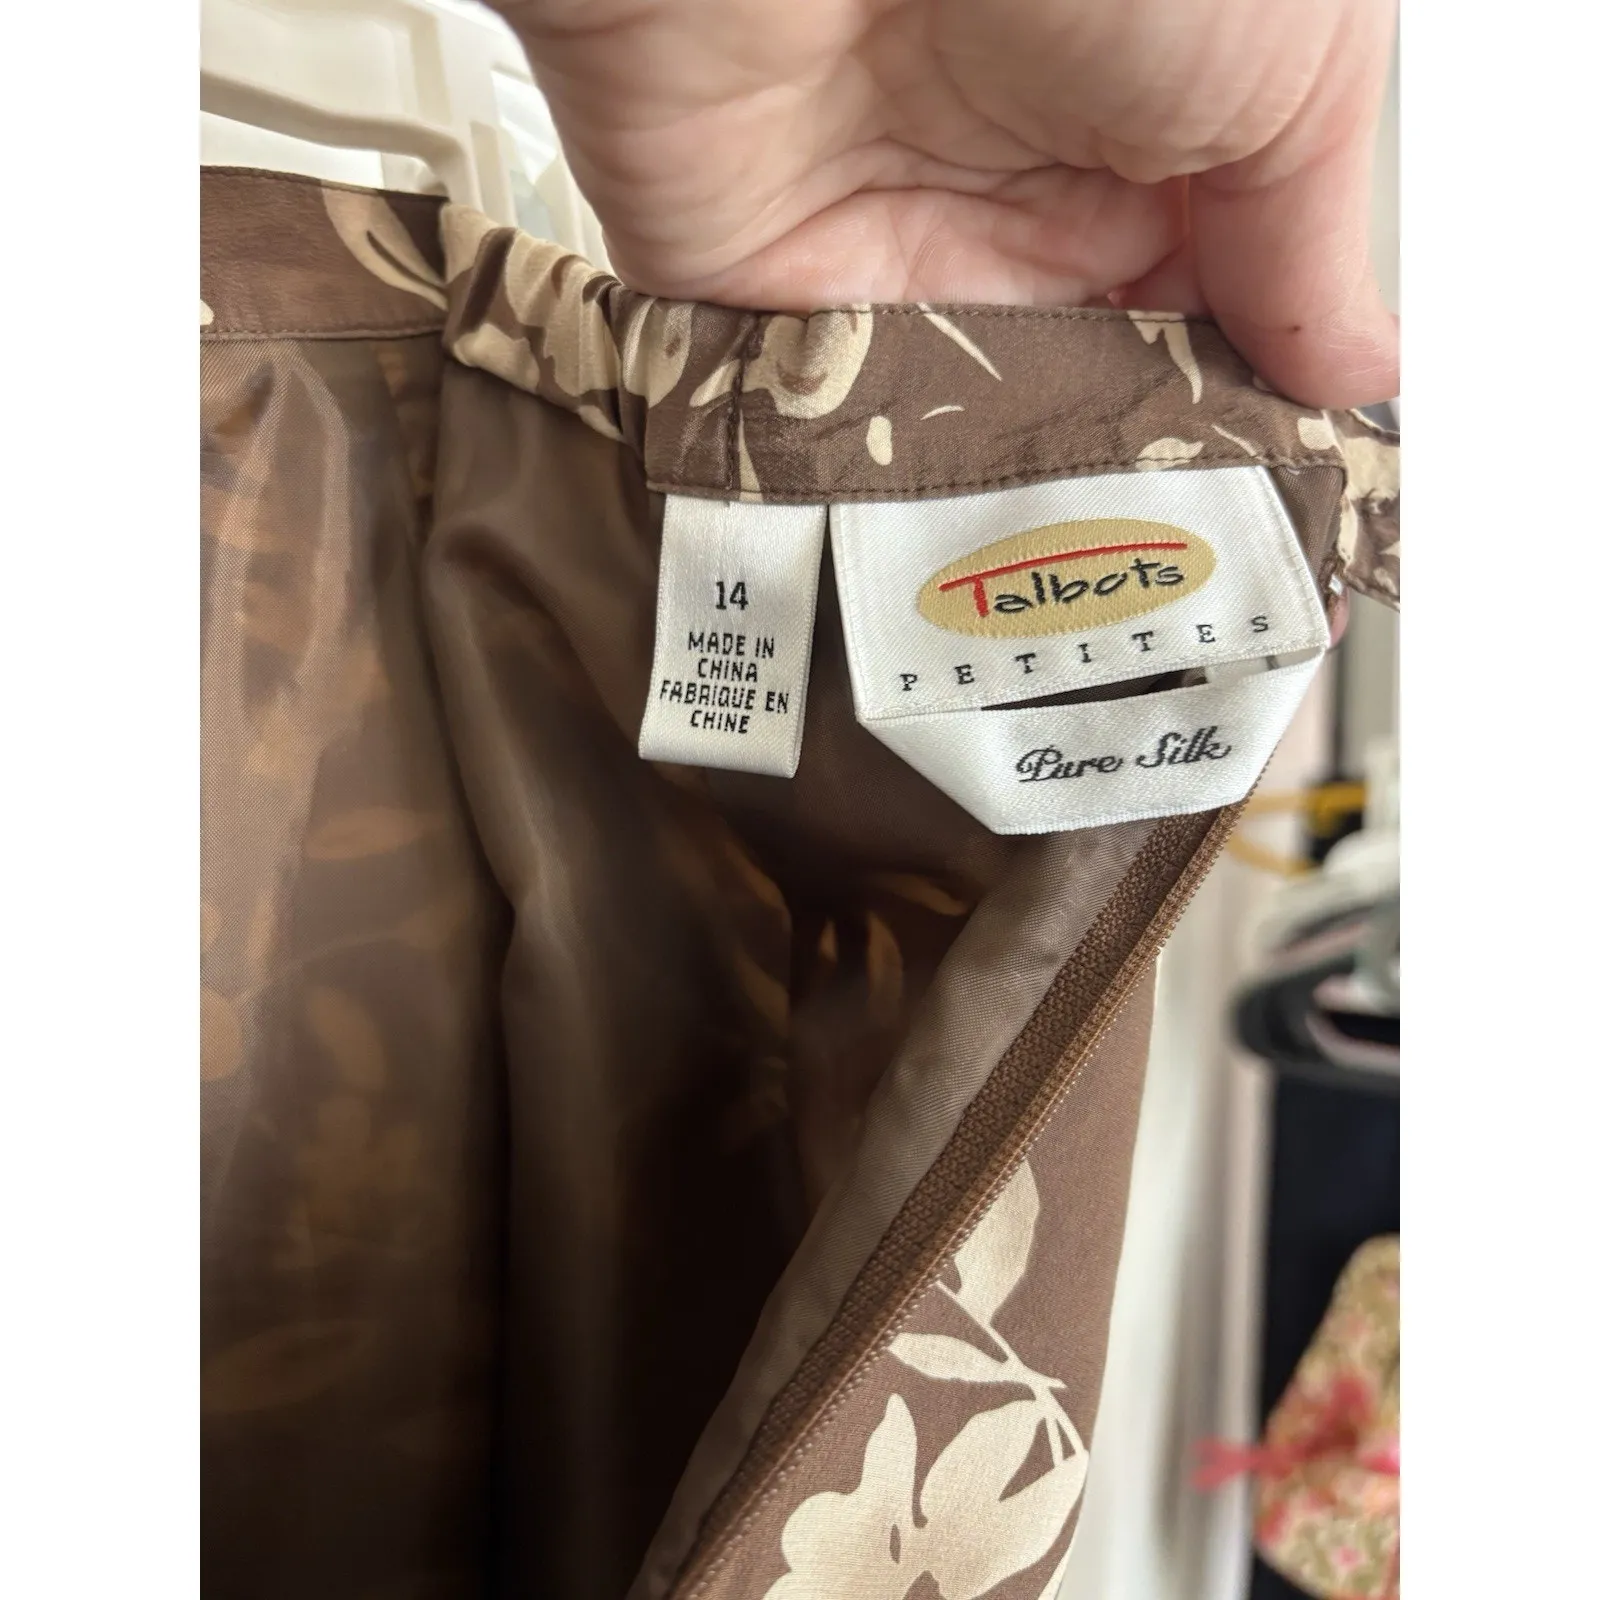 14
MADE IN
CHINA
FABRIQUE EN
CHINE
Talbots
PETITES
Pure Silk